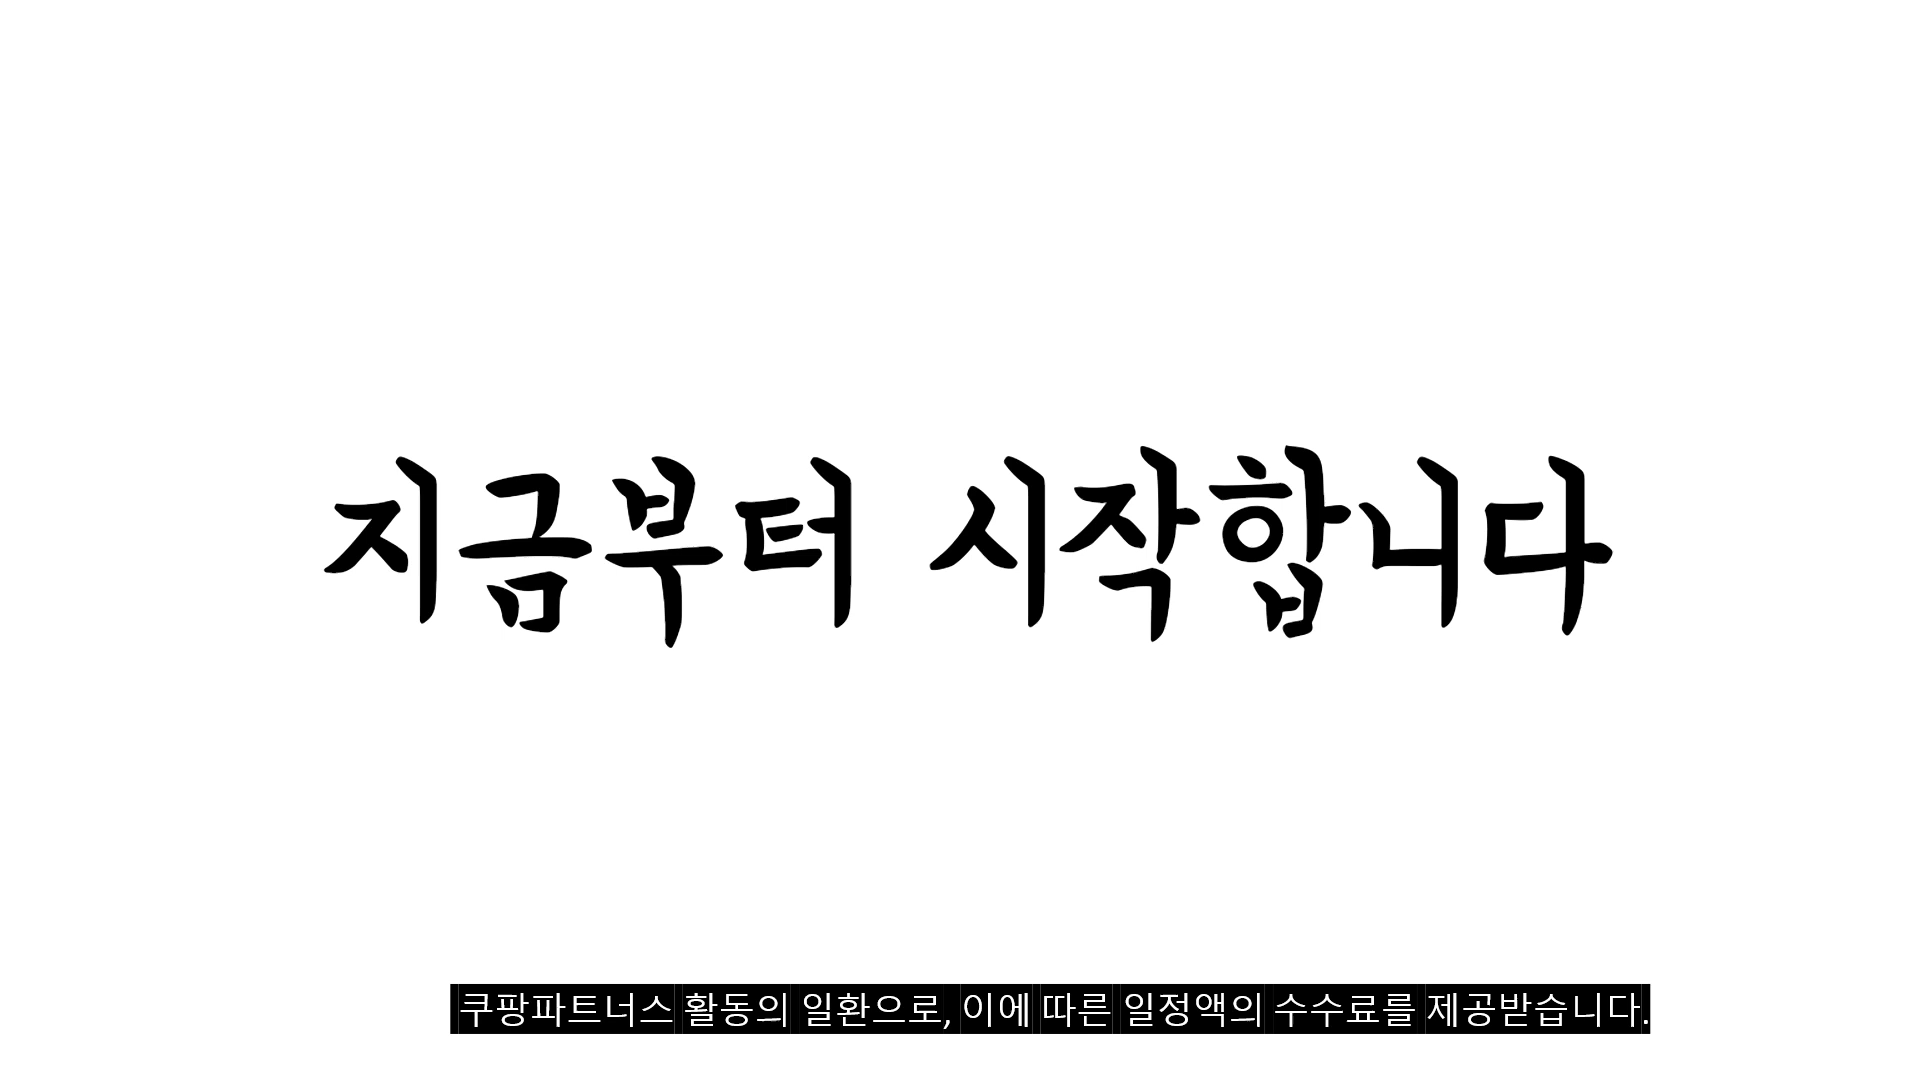 지금부터 시작합니다
쿠팡파트너스 활동의 일환으로, 이에 따른 일정액의 수수료를 제공받습니다.